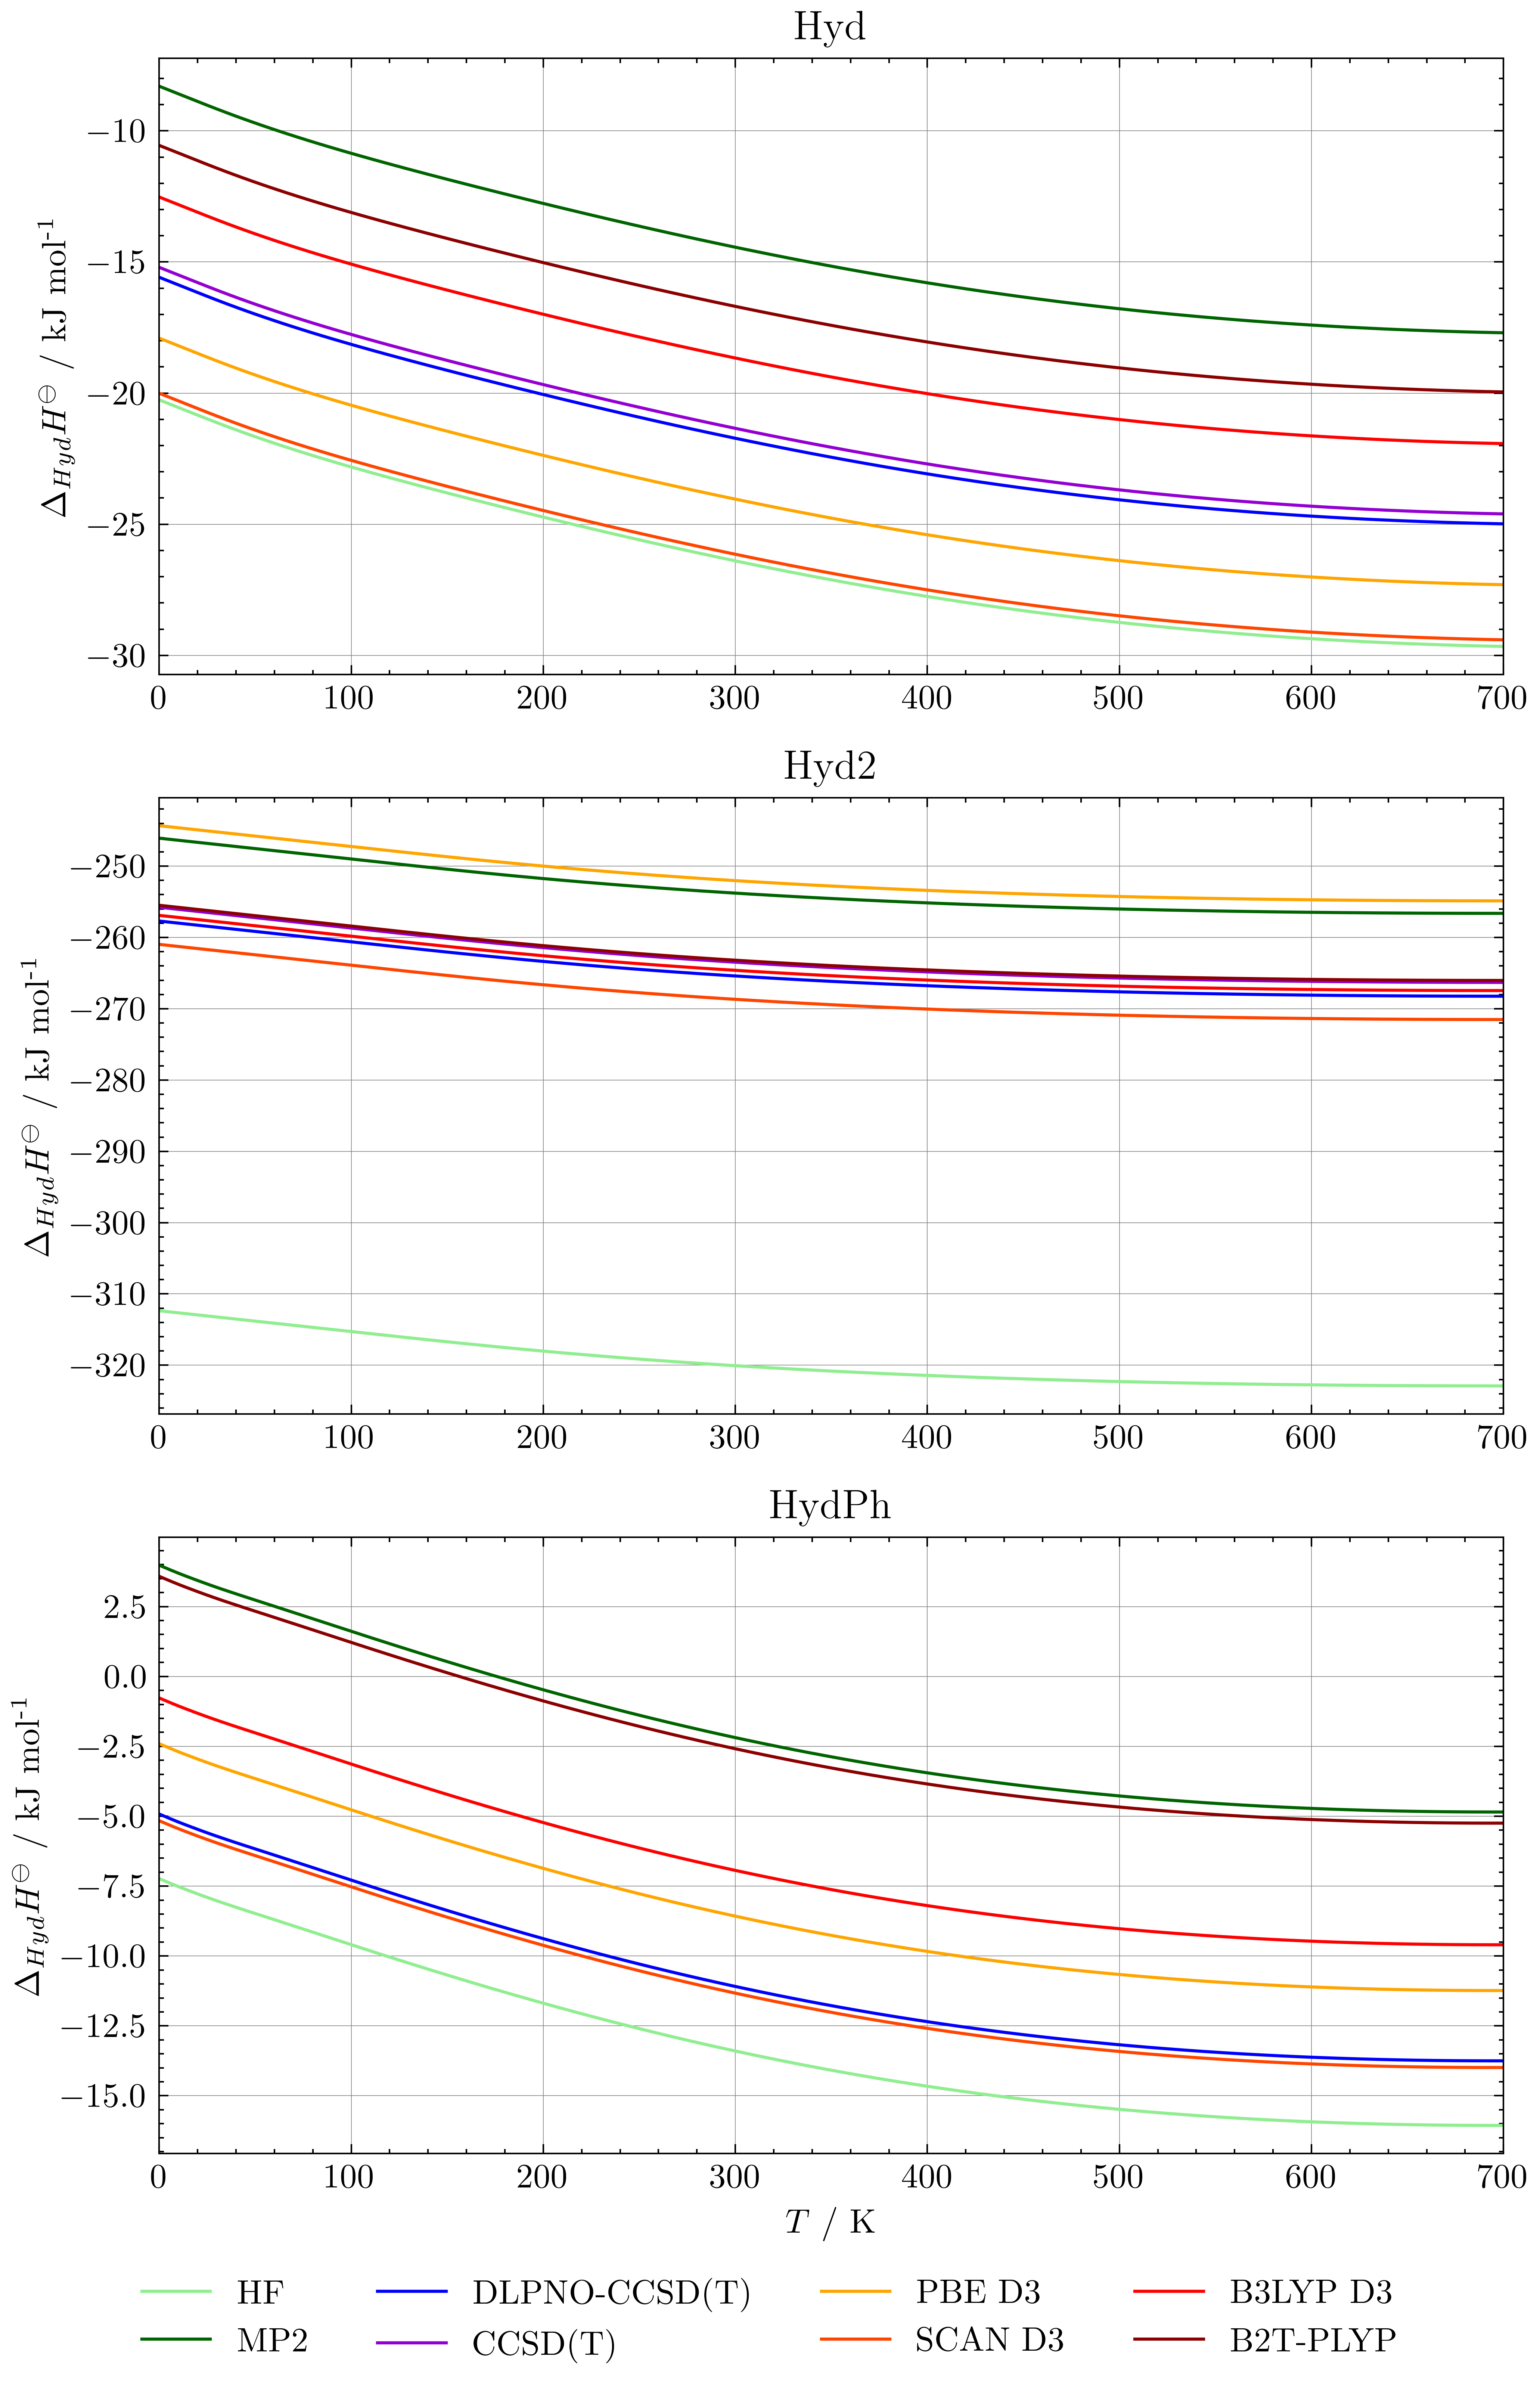 Hyd
−10
−15
−20
−25
−30
Δ_{Hyd}H^⊖ / kJ mol^{-1}
0 100 200 300 400 500 600 700
Hyd2
−250
−260
−270
−280
−290
−300
−310
−320
Δ_{Hyd}H^⊖ / kJ mol^{-1}
0 100 200 300 400 500 600 700
HydPh
2.5
0.0
−2.5
−5.0
−7.5
−10.0
−12.5
−15.0
Δ_{Hyd}H^⊖ / kJ mol^{-1}
0 100 200 300 400 500 600 700
T / K
HF DLPNO-CCSD(T) PBE D3 B3LYP D3
MP2 CCSD(T) SCAN D3 B2T-PLYP